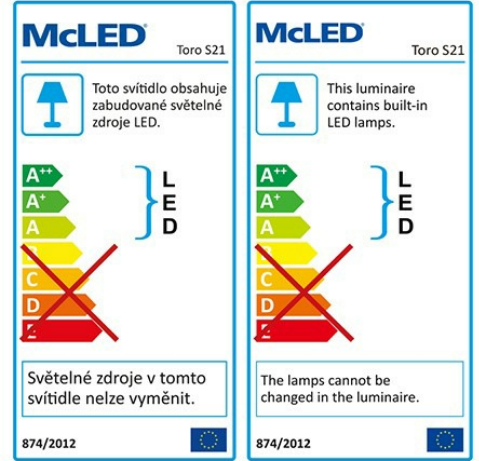 McLED
Toro S21
Toto svítidlo obsahuje
zabudované světelné
zdroje LED.
A++
A+
A
B
C
D
E
L
E
D
Světelné zdroje v tomto
svítidle nelze vyměnit.
874/2012
McLED
Toro S21
This luminaire
contains built-in
LED lamps.
A++
A+
A
B
C
D
E
L
E
D
The lamps cannot be
changed in the luminaire.
874/2012